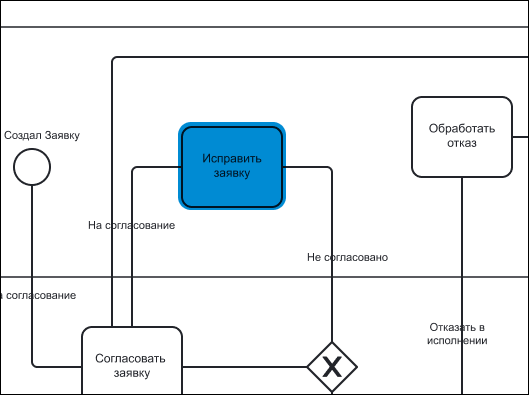 Создал Заявку
Исправить
заявку
Обработать
отказ
На согласование
Не согласовано
а согласование
Отказать в
исполнении
Согласовать
заявку
X